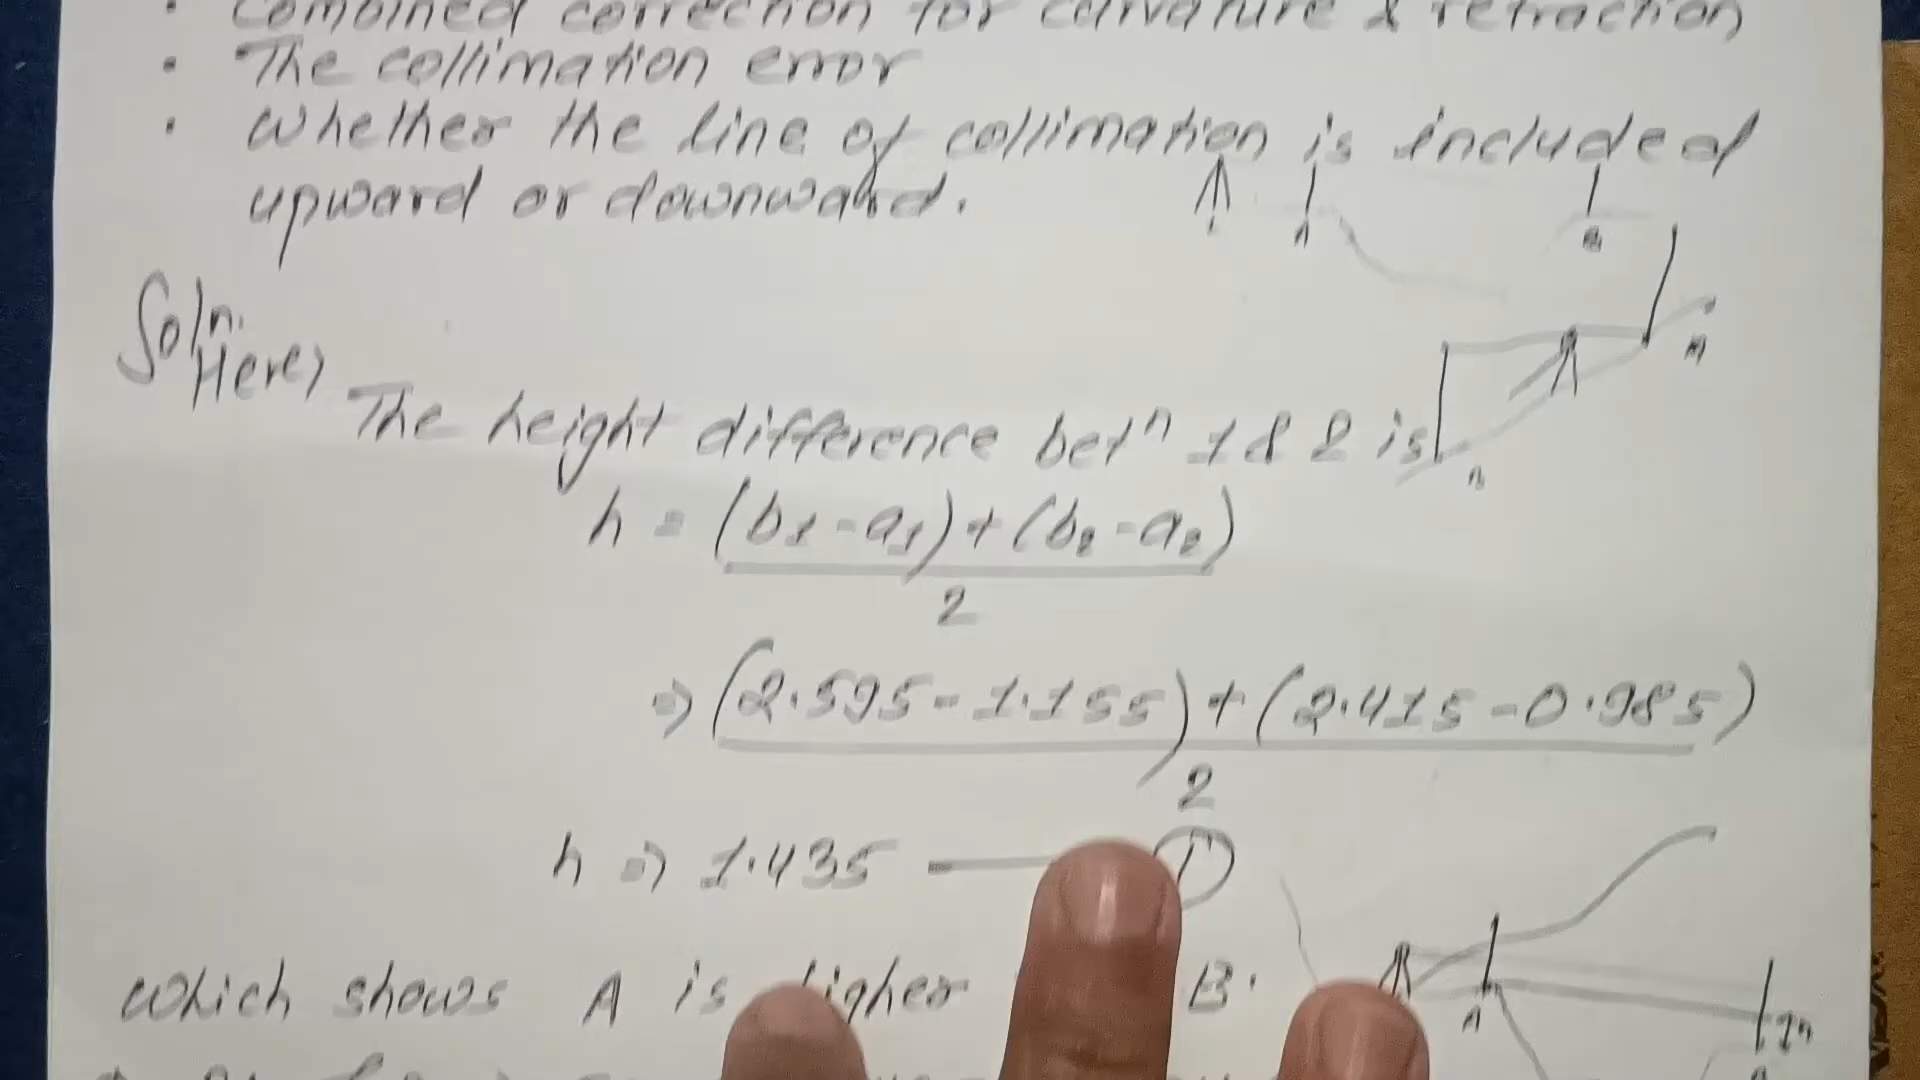 • Combined correction for curvature & refraction
• The collimation error
• Whether the line of collimation is included
upward or downward.
A
B
Soln.
Here,
The height difference betn 1 & 2 is
h = (b1 - a1) + (b2 - a2)
2
⇒ (2.595 - 1.155) + (2.415 - 0.985)
2
h ⇒ 1.435 — I
which shows A is higher B.
A